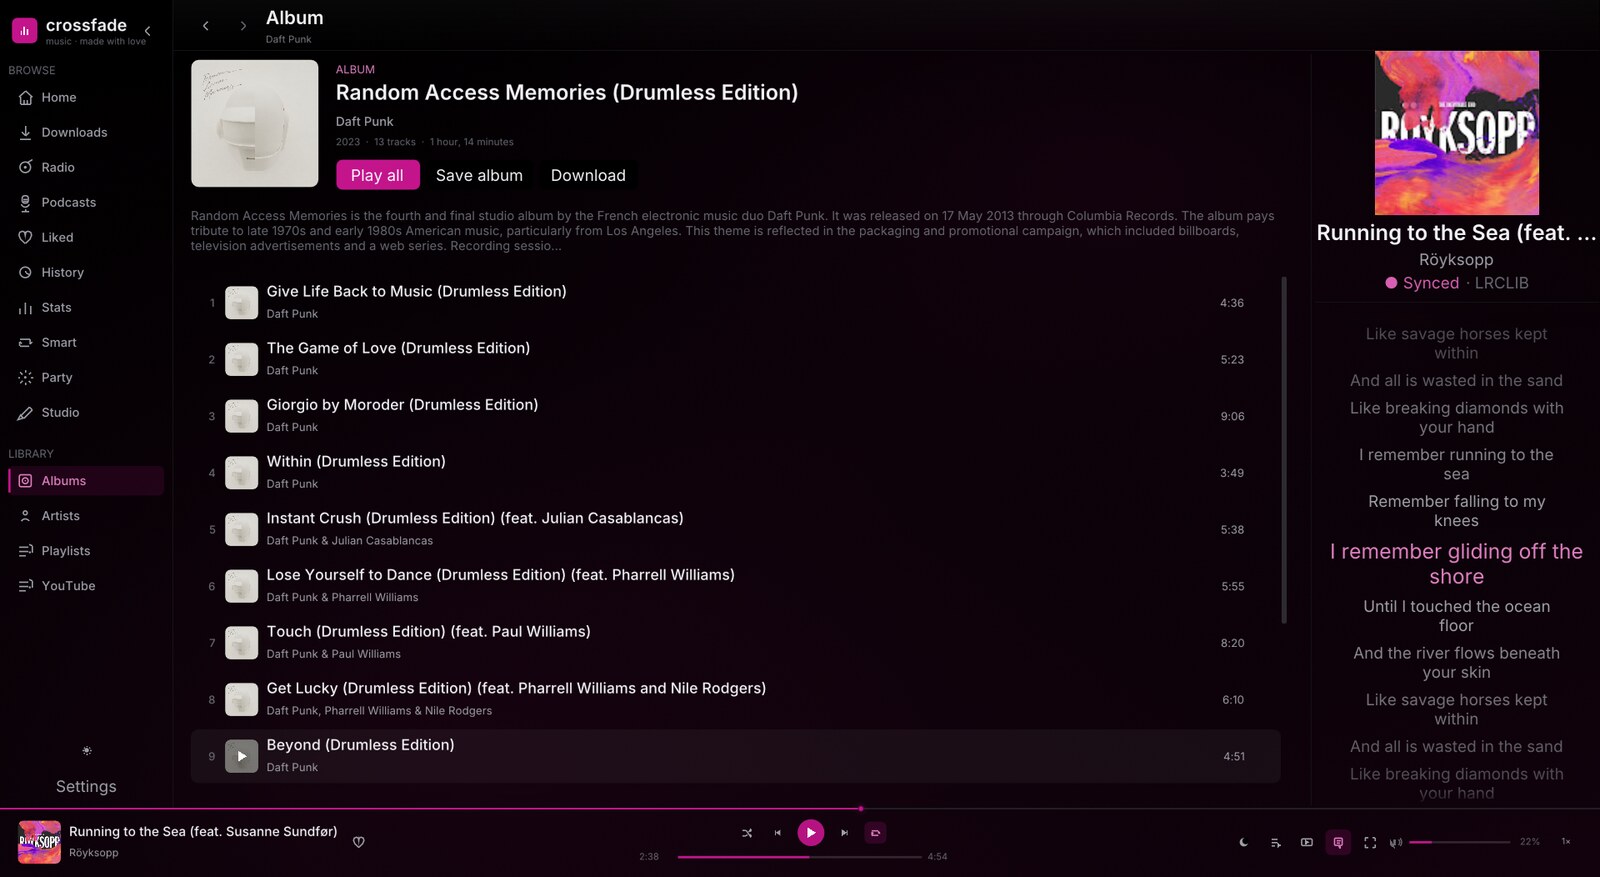 crossfade
music · made with love
BROWSE
Home
Downloads
Radio
Podcasts
Liked
History
Stats
Smart
Party
Studio
LIBRARY
Albums
Artists
Playlists
YouTube
Settings
Album
Daft Punk
ALBUM
Random Access Memories (Drumless Edition)
Daft Punk
2023 · 13 tracks · 1 hour, 14 minutes
Play all Save album Download
Random Access Memories is the fourth and final studio album by the French electronic music duo Daft Punk. It was released on 17 May 2013 through Columbia Records. The album pays
tribute to late 1970s and early 1980s American music, particularly from Los Angeles. This theme is reflected in the packaging and promotional campaign, which included billboards,
television advertisements and a web series. Recording sessio...
1 Give Life Back to Music (Drumless Edition) 4:36
Daft Punk
2 The Game of Love (Drumless Edition) 5:23
Daft Punk
3 Giorgio by Moroder (Drumless Edition) 9:06
Daft Punk
4 Within (Drumless Edition) 3:49
Daft Punk
5 Instant Crush (Drumless Edition) (feat. Julian Casablancas) 5:38
Daft Punk & Julian Casablancas
6 Lose Yourself to Dance (Drumless Edition) (feat. Pharrell Williams) 5:55
Daft Punk & Pharrell Williams
7 Touch (Drumless Edition) (feat. Paul Williams) 8:20
Daft Punk & Paul Williams
8 Get Lucky (Drumless Edition) (feat. Pharrell Williams and Nile Rodgers) 6:10
Daft Punk, Pharrell Williams & Nile Rodgers
9 Beyond (Drumless Edition) 4:51
Daft Punk
RÖYKSOPP
Running to the Sea (feat. ...
Röyksopp
Synced · LRCLIB
Like savage horses kept
within
And all is wasted in the sand
Like breaking diamonds with
your hand
I remember running to the
sea
Remember falling to my
knees
I remember gliding off the
shore
Until I touched the ocean
floor
And the river flows beneath
your skin
Like savage horses kept
within
And all is wasted in the sand
Like breaking diamonds with
your hand
RÖYKSOPP
Running to the Sea (feat. Susanne Sundfør)
Röyksopp
2:38 4:54
22% 1×